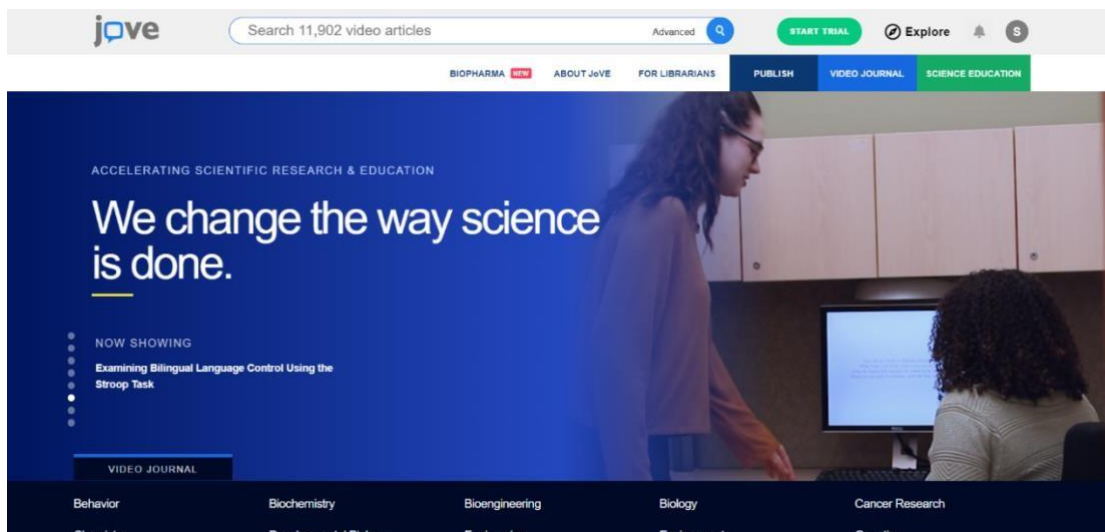 jove
Search 11,902 video articles
Advanced
START TRIAL
Explore
S
BIOPHARMA NEW
ABOUT JoVE
FOR LIBRARIANS
PUBLISH
VIDEO JOURNAL
SCIENCE EDUCATION
ACCELERATING SCIENTIFIC RESEARCH & EDUCATION
We change the way science
is done.
NOW SHOWING
Examining Bilingual Language Control Using the
Stroop Task
VIDEO JOURNAL
Behavior
Biochemistry
Bioengineering
Biology
Cancer Research